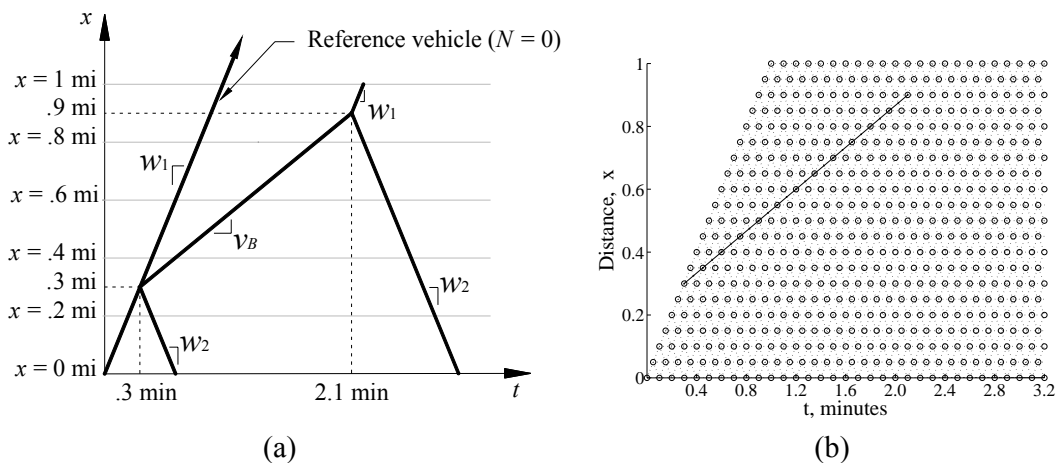 x
Reference vehicle (N = 0)
x = 1 mi
.9 mi
x = .8 mi
x = .6 mi
x = .4 mi
.3 mi
x = .2 mi
x = 0 mi
w1
w1
vB
w2
w2
.3 min
2.1 min
t
(a)
Distance, x
1
0.8
0.6
0.4
0.2
0
0.4 0.8 1.2 1.6 2.0 2.4 2.8 3.2
t, minutes
(b)